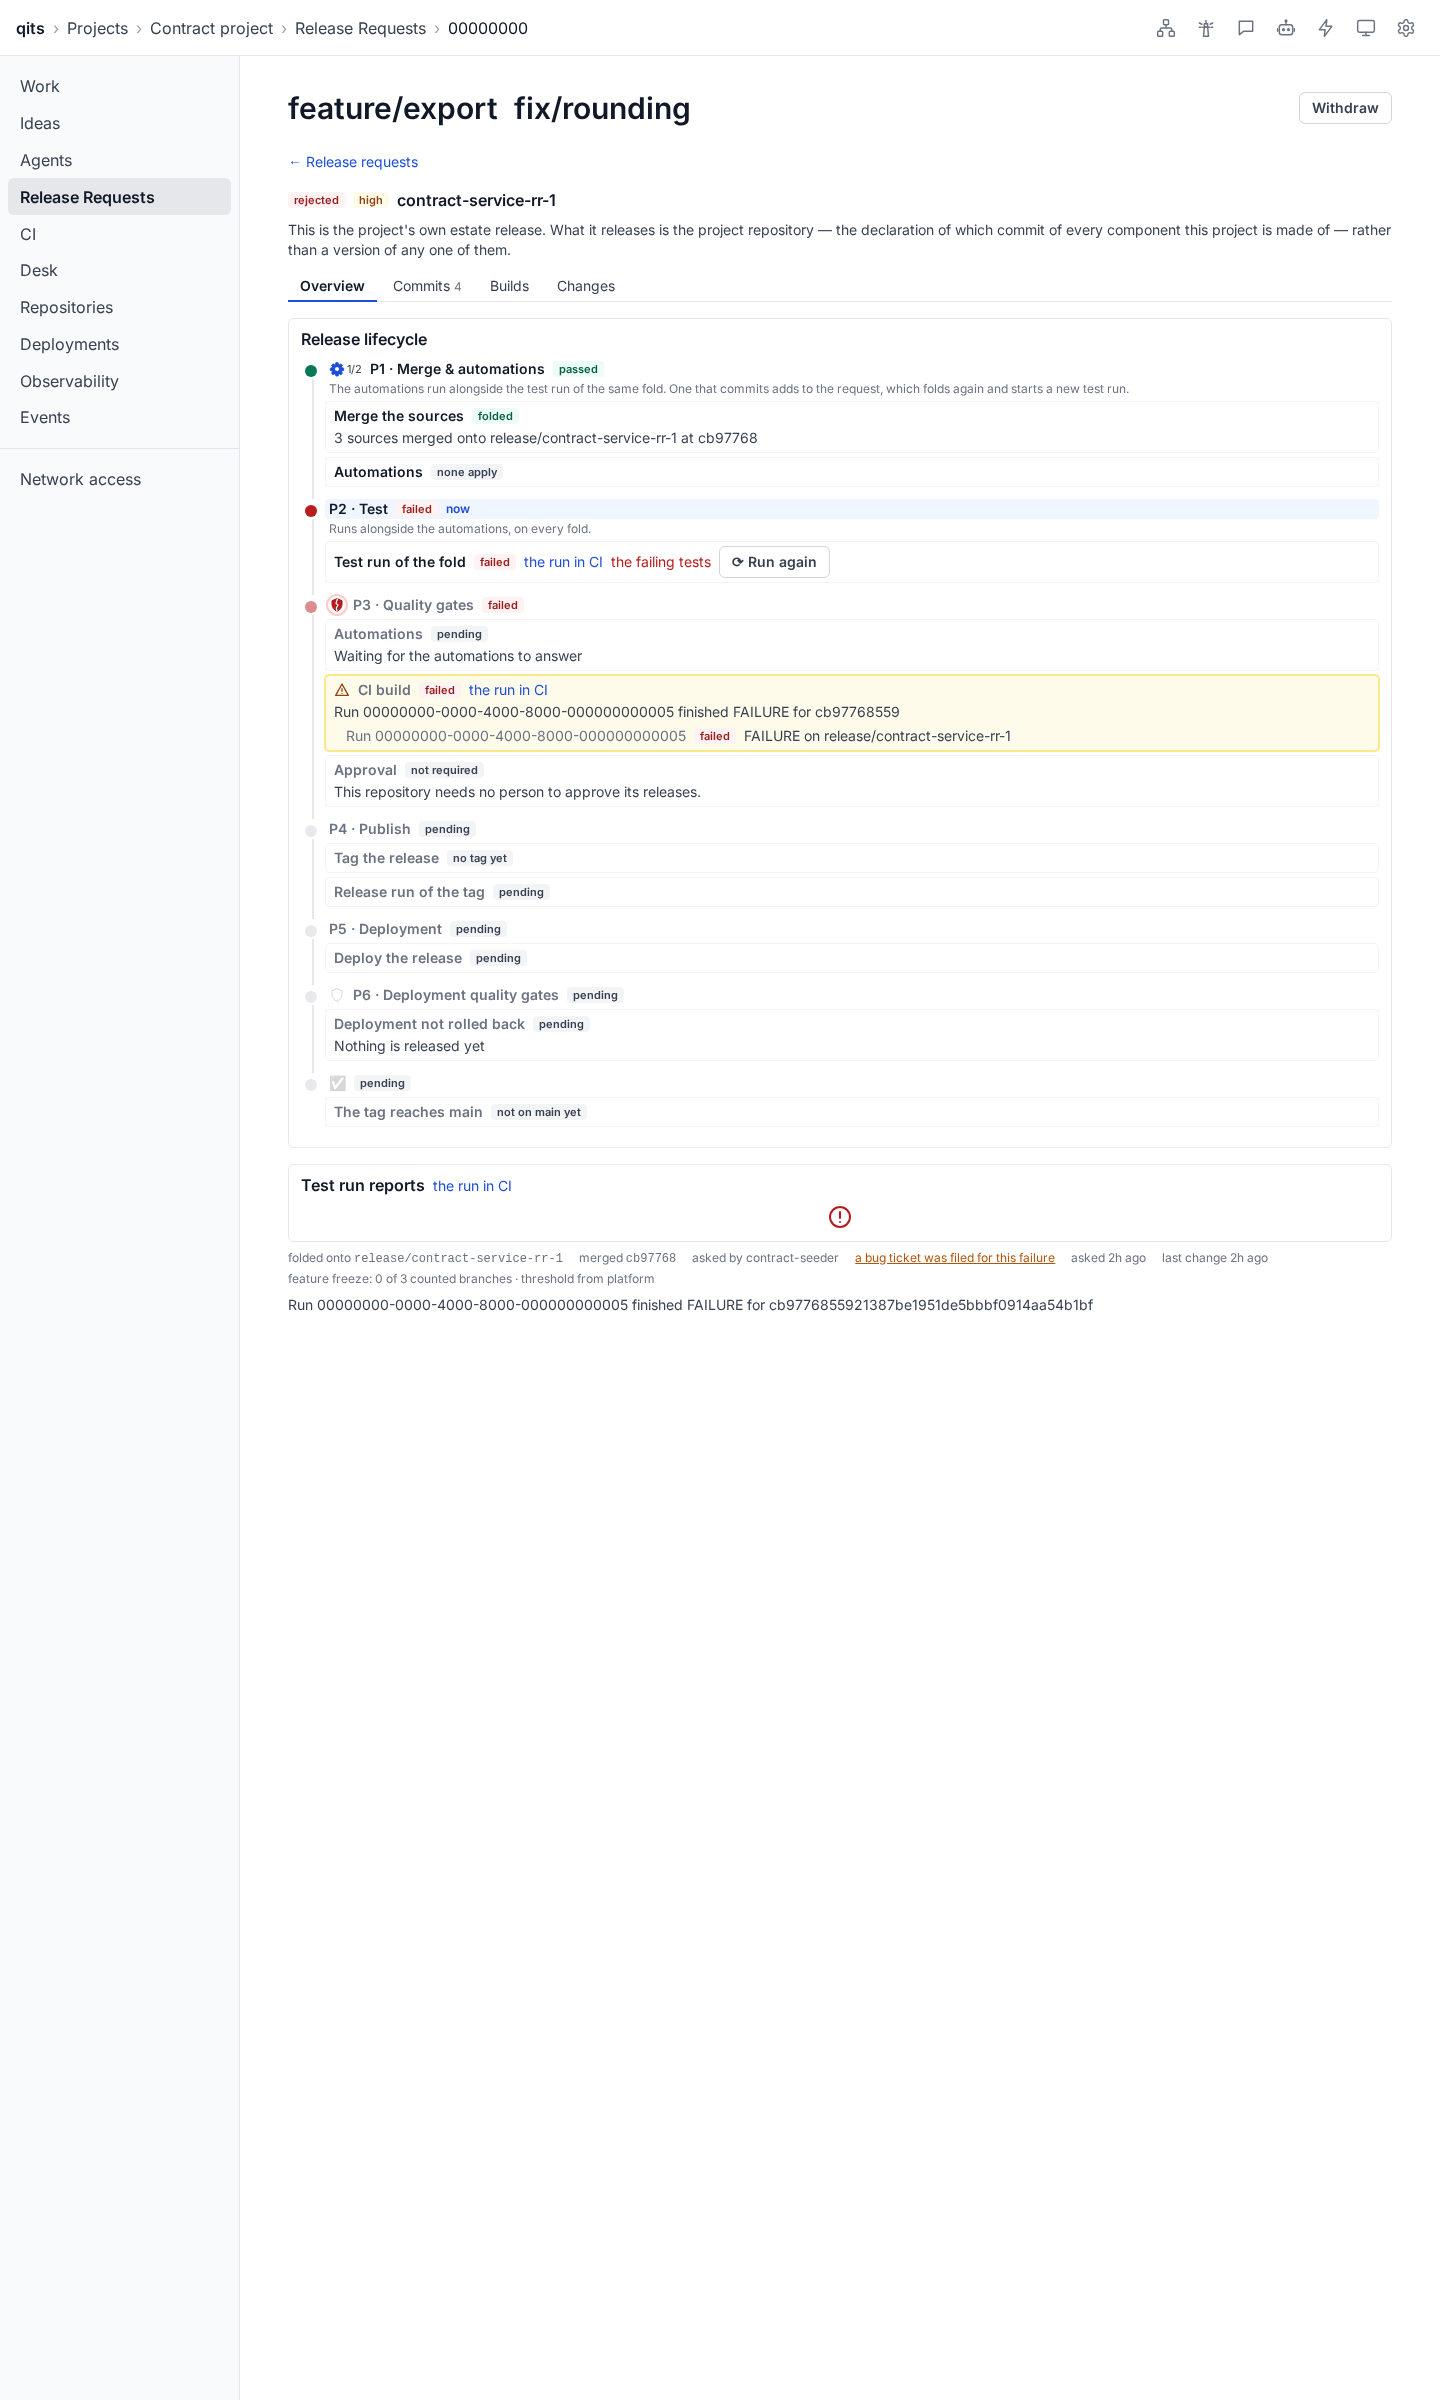 qits › Projects › Contract project › Release Requests › 00000000
Work
Ideas
Agents
Release Requests
CI
Desk
Repositories
Deployments
Observability
Events
Network access
feature/export fix/rounding
Withdraw
← Release requests
rejected high contract-service-rr-1
This is the project's own estate release. What it releases is the project repository — the declaration of which commit of every component this project is made of — rather
than a version of any one of them.
Overview Commits 4 Builds Changes
Release lifecycle
1/2 P1 · Merge & automations passed
The automations run alongside the test run of the same fold. One that commits adds to the request, which folds again and starts a new test run.
Merge the sources folded
3 sources merged onto release/contract-service-rr-1 at cb97768
Automations none apply
P2 · Test failed now
Runs alongside the automations, on every fold.
Test run of the fold failed the run in CI the failing tests ⟳ Run again
P3 · Quality gates failed
Automations pending
Waiting for the automations to answer
CI build failed the run in CI
Run 00000000-0000-4000-8000-000000000005 finished FAILURE for cb97768559
Run 00000000-0000-4000-8000-000000000005 failed FAILURE on release/contract-service-rr-1
Approval not required
This repository needs no person to approve its releases.
P4 · Publish pending
Tag the release no tag yet
Release run of the tag pending
P5 · Deployment pending
Deploy the release pending
P6 · Deployment quality gates pending
Deployment not rolled back pending
Nothing is released yet
pending
The tag reaches main not on main yet
Test run reports the run in CI
folded onto release/contract-service-rr-1 merged cb97768 asked by contract-seeder a bug ticket was filed for this failure asked 2h ago last change 2h ago
feature freeze: 0 of 3 counted branches · threshold from platform
Run 00000000-0000-4000-8000-000000000005 finished FAILURE for cb9776855921387be1951de5bbbf0914aa54b1bf